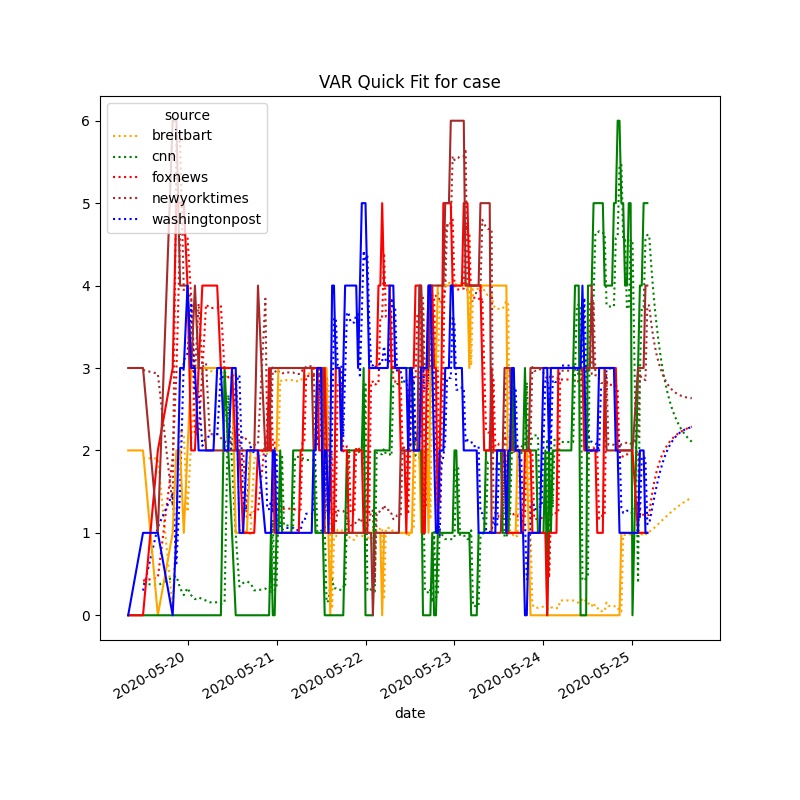 VAR Quick Fit for case
6
5
4
3
2
1
0
source
breitbart
cnn
foxnews
newyorktimes
washingtonpost
2020-05-20
2020-05-21
2020-05-22
2020-05-23
2020-05-24
2020-05-25
date